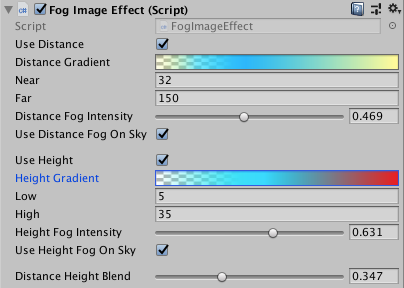 Fog Image Effect (Script)
Script FogImageEffect
Use Distance
Distance Gradient
Near 32
Far 150
Distance Fog Intensity 0.469
Use Distance Fog On Sky
Use Height
Height Gradient
Low 5
High 35
Height Fog Intensity 0.631
Use Height Fog On Sky
Distance Height Blend 0.347